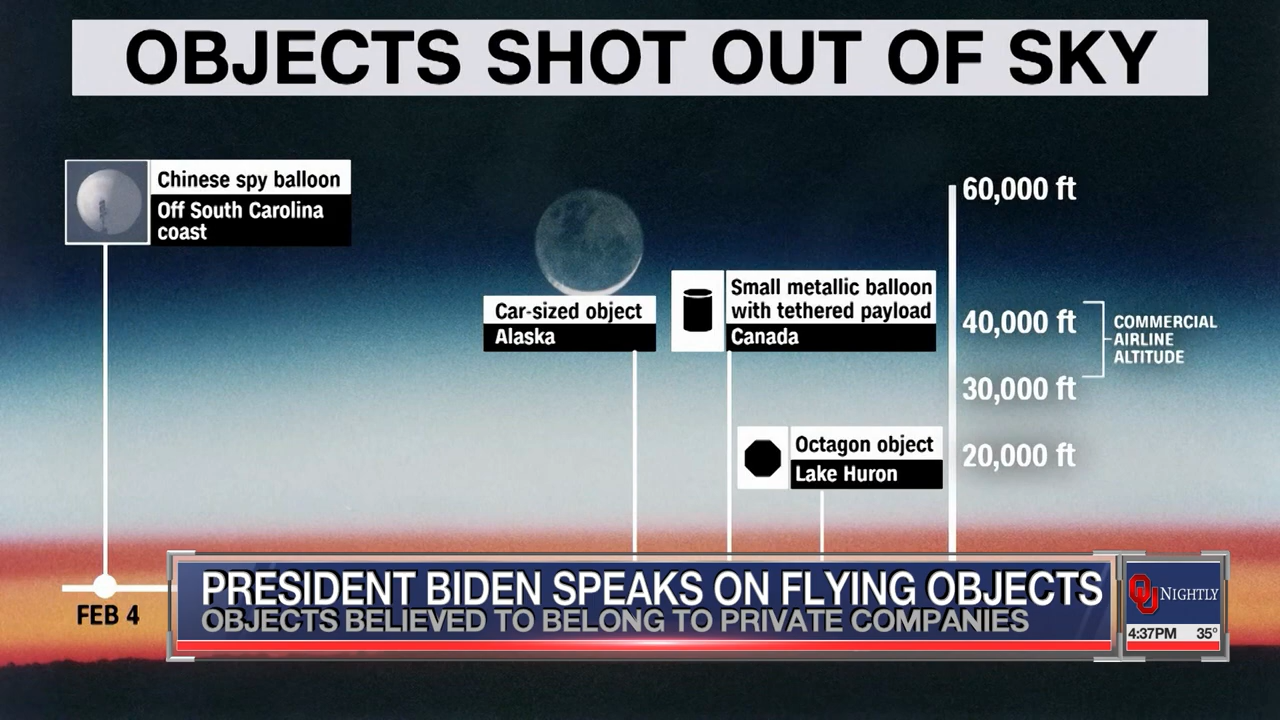 OBJECTS SHOT OUT OF SKY
Chinese spy balloon
Off South Carolina
coast
60,000 ft
Small metallic balloon
with tethered payload
Canada
Car-sized object
Alaska
40,000 ft
COMMERCIAL
AIRLINE
ALTITUDE
30,000 ft
Octagon object
Lake Huron
20,000 ft
FEB 4
PRESIDENT BIDEN SPEAKS ON FLYING OBJECTS
OBJECTS BELIEVED TO BELONG TO PRIVATE COMPANIES
OU NIGHTLY
4:37PM 35°